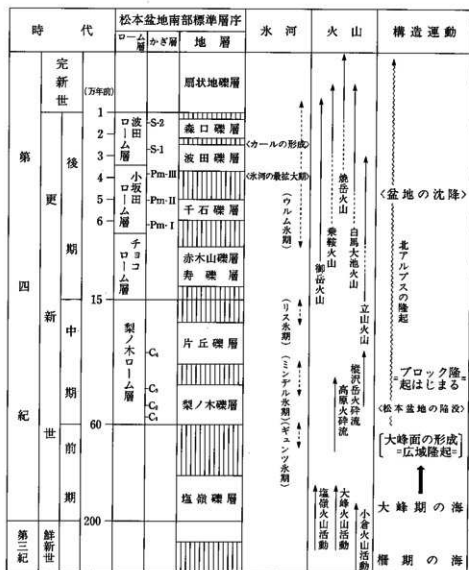 時代
松本盆地南部標準層序
ローム層
かぎ層
地層
氷河
火山
構造運動
第四紀
第三紀
完新世
更新世
鮮新世
後期
中期
前期
(万年前)
1
2
3
4
5
6
15
60
200
波田ローム層
小坂田ローム層
チョコローム層
梨ノ木ローム層
S-2
S-1
Pm-III
Pm-II
Pm-I
C₁
扇状地礫層
森口礫層
波田礫層
千石礫層
赤木山礫層
寿礫層
片丘礫層
梨ノ木礫層
塩嶺礫層
<カールの形成>
<氷河の最拡大期>
(ウルム氷期)
(リス氷期)
(ミンデル氷期)
(ギュンツ氷期)
焼岳火山
乗鞍火山
白馬大池火山
御岳火山
立山火山
樅沢岳火砕流
高原火砕流
塩嶺火山活動
大峰火山活動
小倉火山活動
<盆地の沈降>
北アルプスの隆起
=ブロック隆起はじまる=
<松本盆地の陥没>
[大峰面の形成
=広域隆起=]
大峰期の海
柵期の海